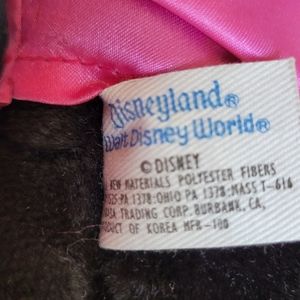 Disneyland®
Walt Disney World®
© DISNEY
NEW MATERIALS POLYESTER FIBERS
PA 1378:OHIO PA 1378:MASS T-616
TRADING CORP. BURBANK, CA,
PRODUCT OF KOREA MFR-100